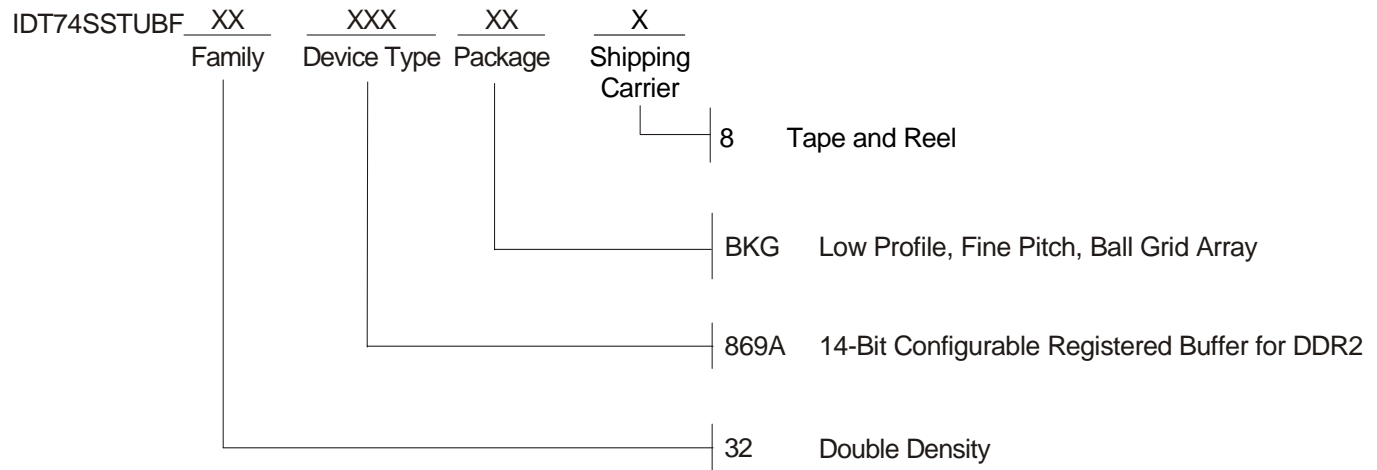 IDT74SSTUBF XX XXX XX X
Family Device Type Package Shipping
Carrier
8 Tape and Reel
BKG Low Profile, Fine Pitch, Ball Grid Array
869A 14-Bit Configurable Registered Buffer for DDR2
32 Double Density